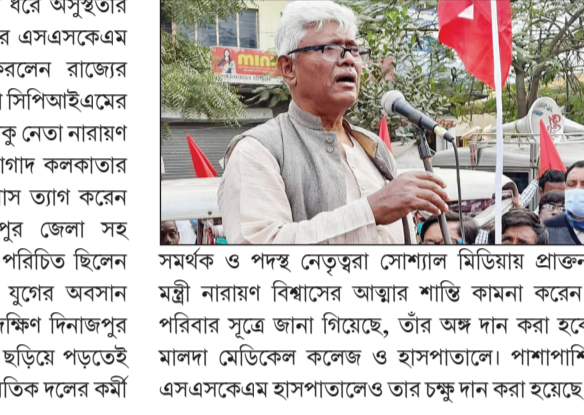 ধরে অসুস্থতার
এসএসকেএম
করলেন রাজ্যের
সিপিআইএমের
নেতা নারায়ণ
কলকাতার
ত্যাগ করেন
জেলা সহ
পরিচিত ছিলেন
যুগের অবসান
দক্ষিণ দিনাজপুর
ছড়িয়ে পড়তেই
দলের কর্মী
সমর্থক ও পদস্থ নেতৃত্বরা সোশ্যাল মিডিয়ায় প্রাক্তন
মন্ত্রী নারায়ণ বিশ্বাসের আত্মার শান্তি কামনা করেন
পরিবার সূত্রে জানা গিয়েছে, তাঁর অঙ্গ দান করা হবে
মালদা মেডিকেল কলেজ ও হাসপাতালে। পাশাপাশি
এসএসকেএম হাসপাতালেও তার চক্ষু দান করা হয়েছে